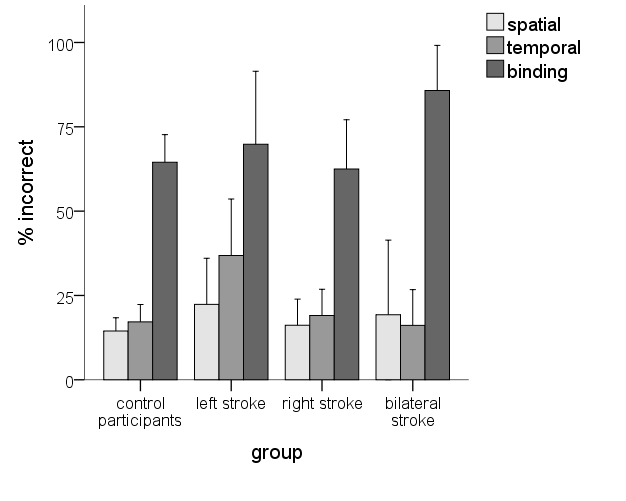 spatial
temporal
binding
100
75
50
25
0
% incorrect
control
participants
left stroke
right stroke
bilateral
stroke
group